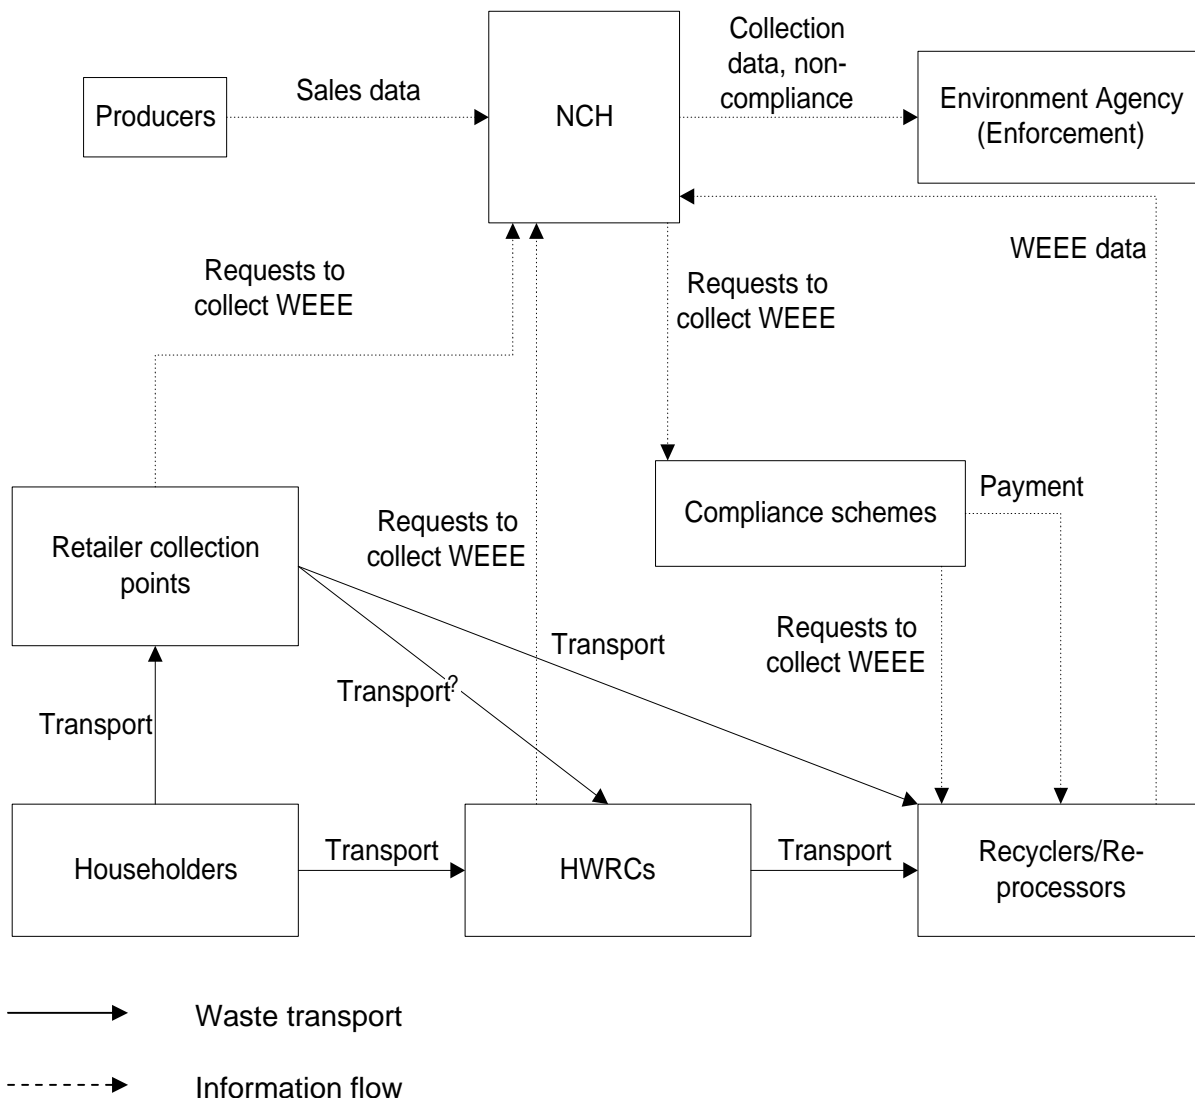 Collection
data, non-
compliance
Producers
Sales data
NCH
Environment Agency
(Enforcement)
WEEE data
Requests to
collect WEEE
Requests to
collect WEEE
Retailer collection
points
Requests to
collect WEEE
Compliance schemes
Payment
Transport
Requests to
collect WEEE
Transport?
Transport
Householders
Transport
HWRCs
Transport
Recyclers/Re-
processors
Waste transport
Information flow